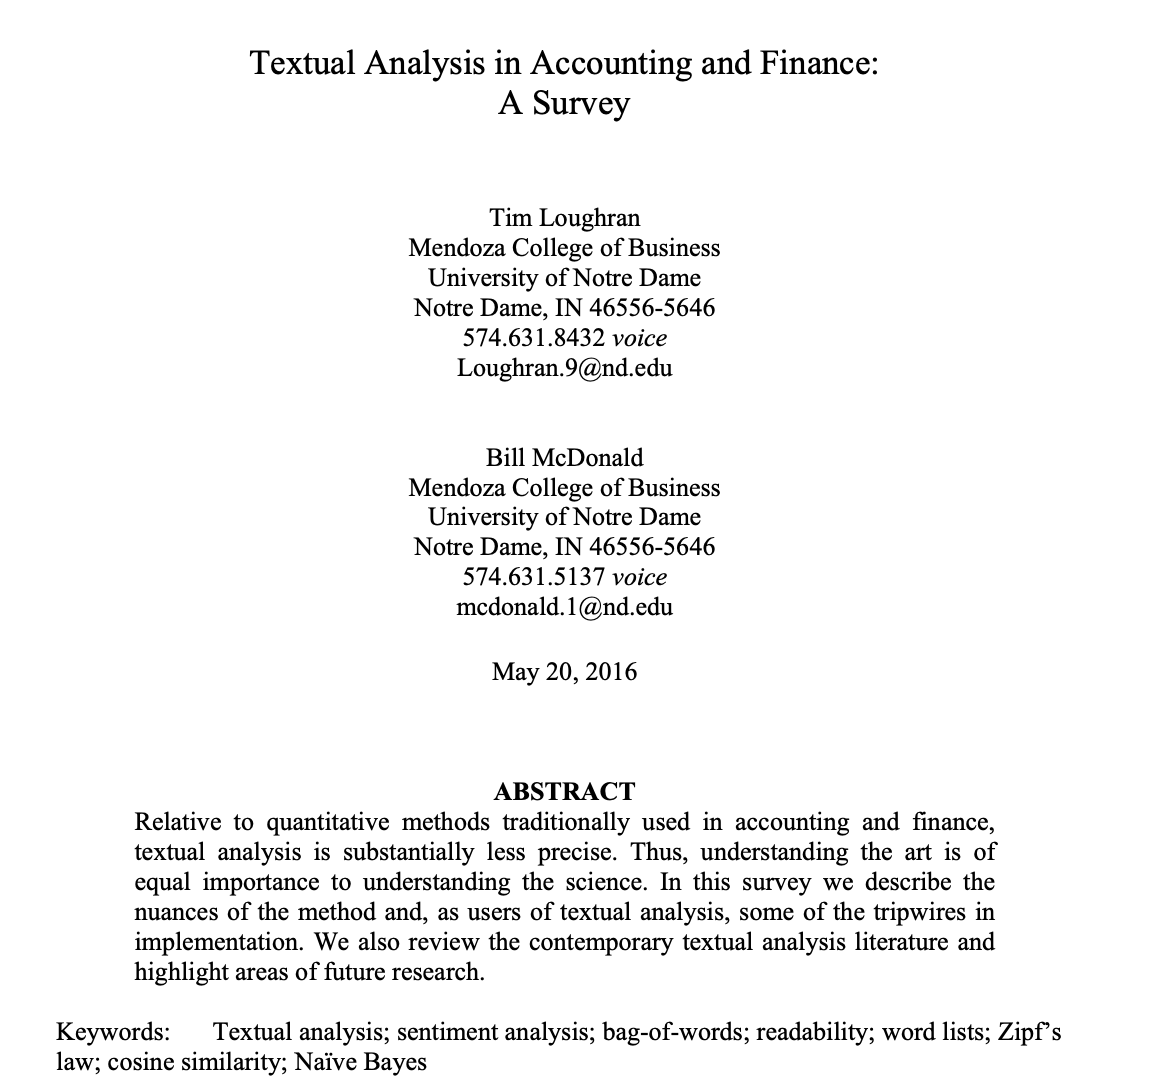 Textual Analysis in Accounting and Finance:
A Survey
Tim Loughran
Mendoza College of Business
University of Notre Dame
Notre Dame, IN 46556-5646
574.631.8432 voice
Loughran.9@nd.edu
Bill McDonald
Mendoza College of Business
University of Notre Dame
Notre Dame, IN 46556-5646
574.631.5137 voice
mcdonald.1@nd.edu
May 20, 2016
ABSTRACT
Relative to quantitative methods traditionally used in accounting and finance,
textual analysis is substantially less precise. Thus, understanding the art is of
equal importance to understanding the science. In this survey we describe the
nuances of the method and, as users of textual analysis, some of the tripwires in
implementation. We also review the contemporary textual analysis literature and
highlight areas of future research.
Keywords: Textual analysis; sentiment analysis; bag-of-words; readability; word lists; Zipf’s
law; cosine similarity; Naïve Bayes